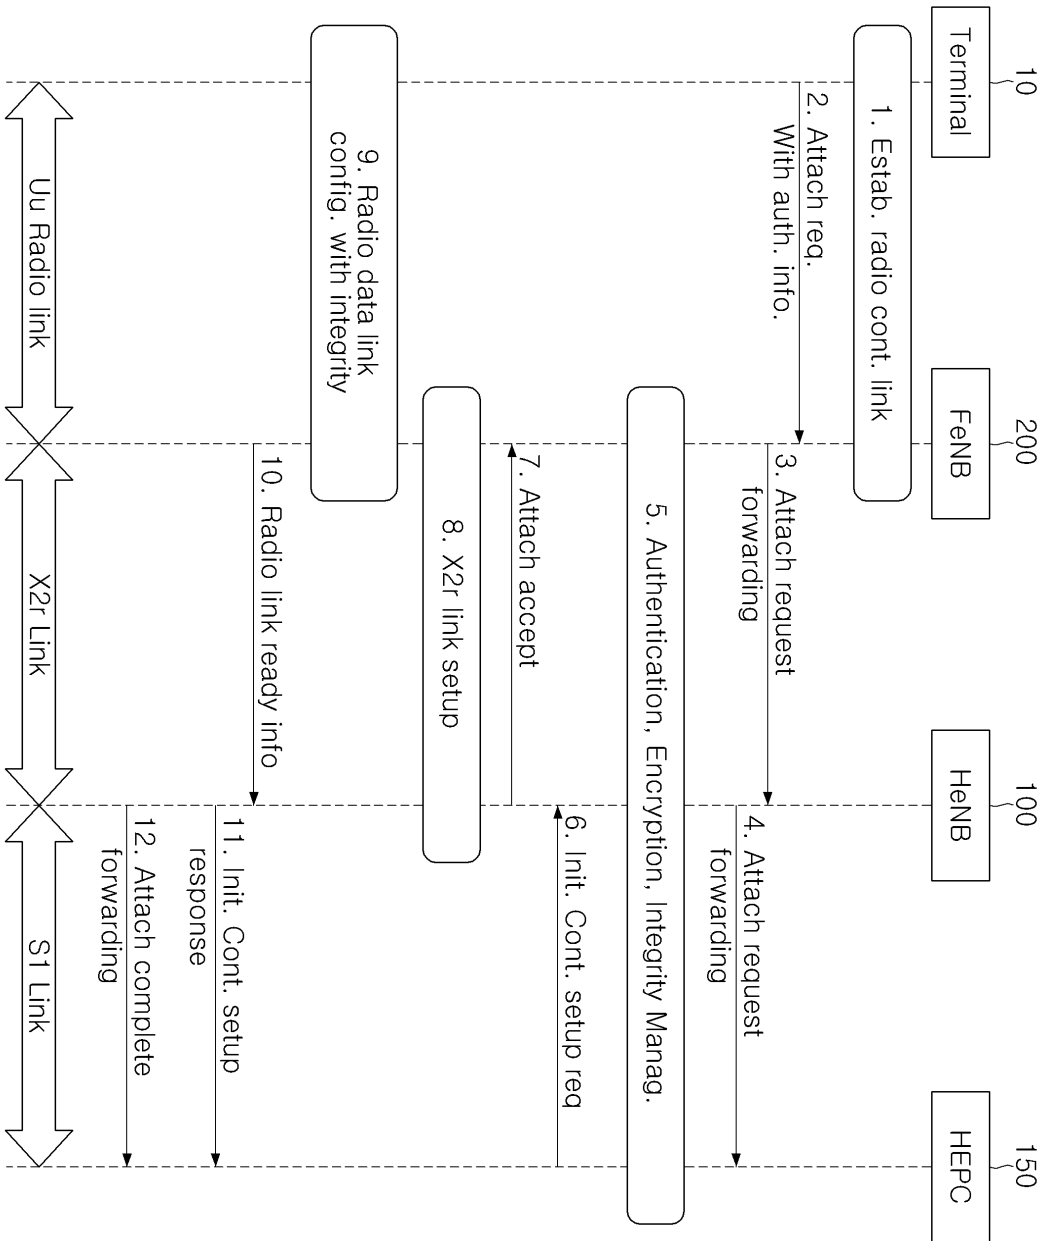 10
200
100
150
Terminal
FeNB
HeNB
HEPC
1. Estab. radio cont. link
2. Attach req.
With auth. info.
3. Attach request
forwarding
4. Attach request
forwarding
5. Authentication, Encryption, Integrity Manag.
6. Init. Cont. setup req
7. Attach accept
8. X2r link setup
9. Radio data link
config. with integrity
10. Radio link ready info
11. Init. Cont. setup
response
12. Attach complete
forwarding
Uu Radio link
X2r Link
S1 Link